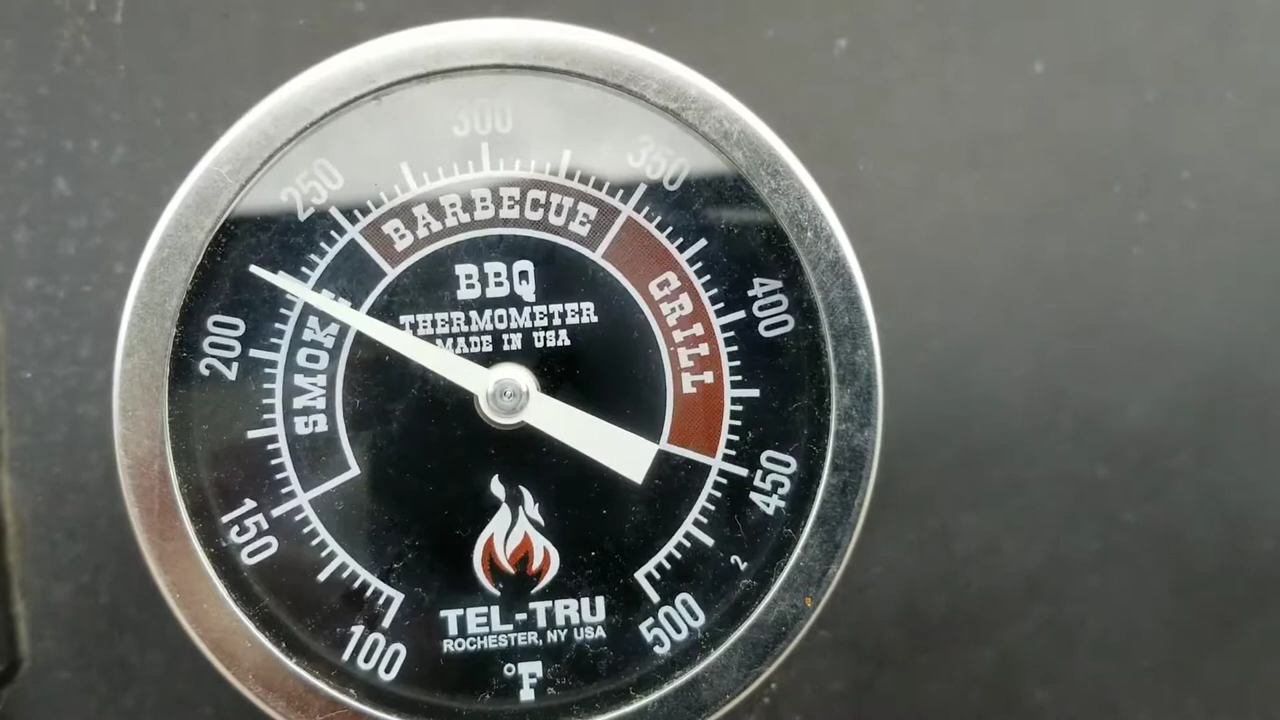 300
250
350
BARBECUE
BBQ
THERMOMETER
MADE IN USA
GRILL
SMOKE
200
400
150
450
2
100
500
TEL-TRU
ROCHESTER, NY USA
°F